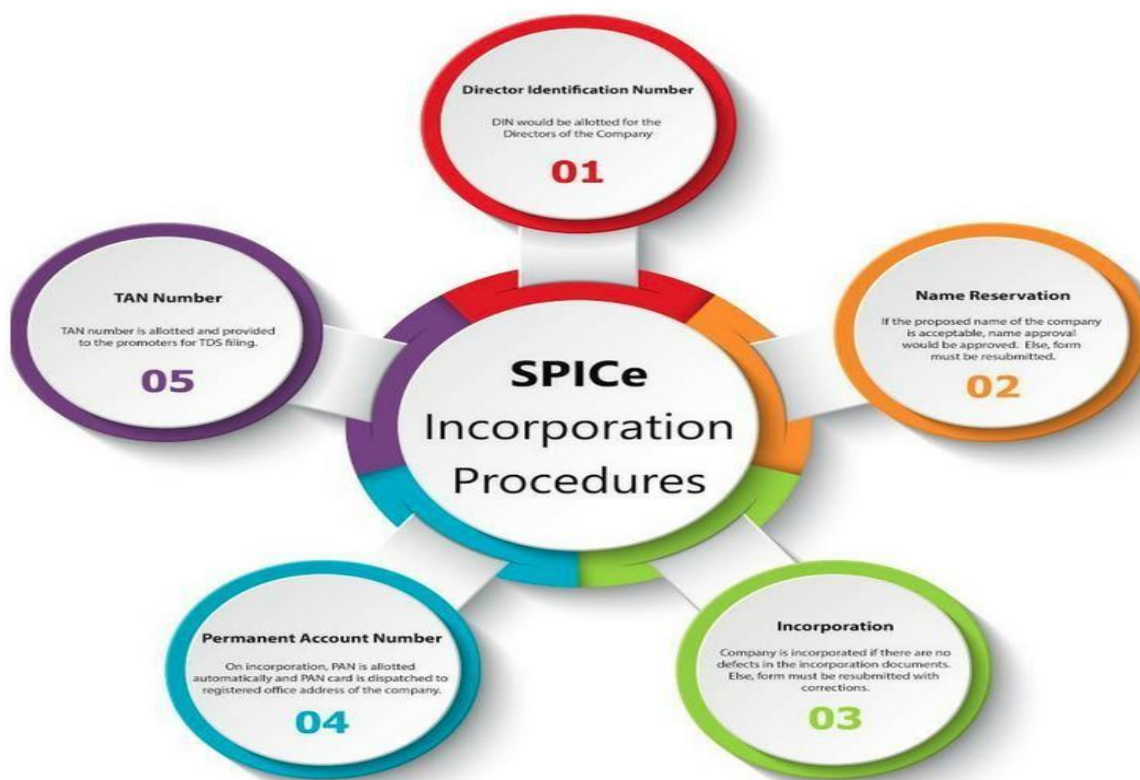 Director Identification Number
DIN would be allotted for the
Directors of the Company
01
Name Reservation
If the proposed name of the company
is acceptable, name approval
would be approved. Else, form
must be resubmitted.
02
Incorporation
Company is incorporated if there are no
defects in the incorporation documents.
Else, form must be resubmitted with
corrections.
03
Permanent Account Number
On incorporation, PAN is allotted
automatically and PAN card is dispatched to
registered office address of the company.
04
TAN Number
TAN number is allotted and provided
to the promoters for TDS filing.
05
SPICe
Incorporation
Procedures